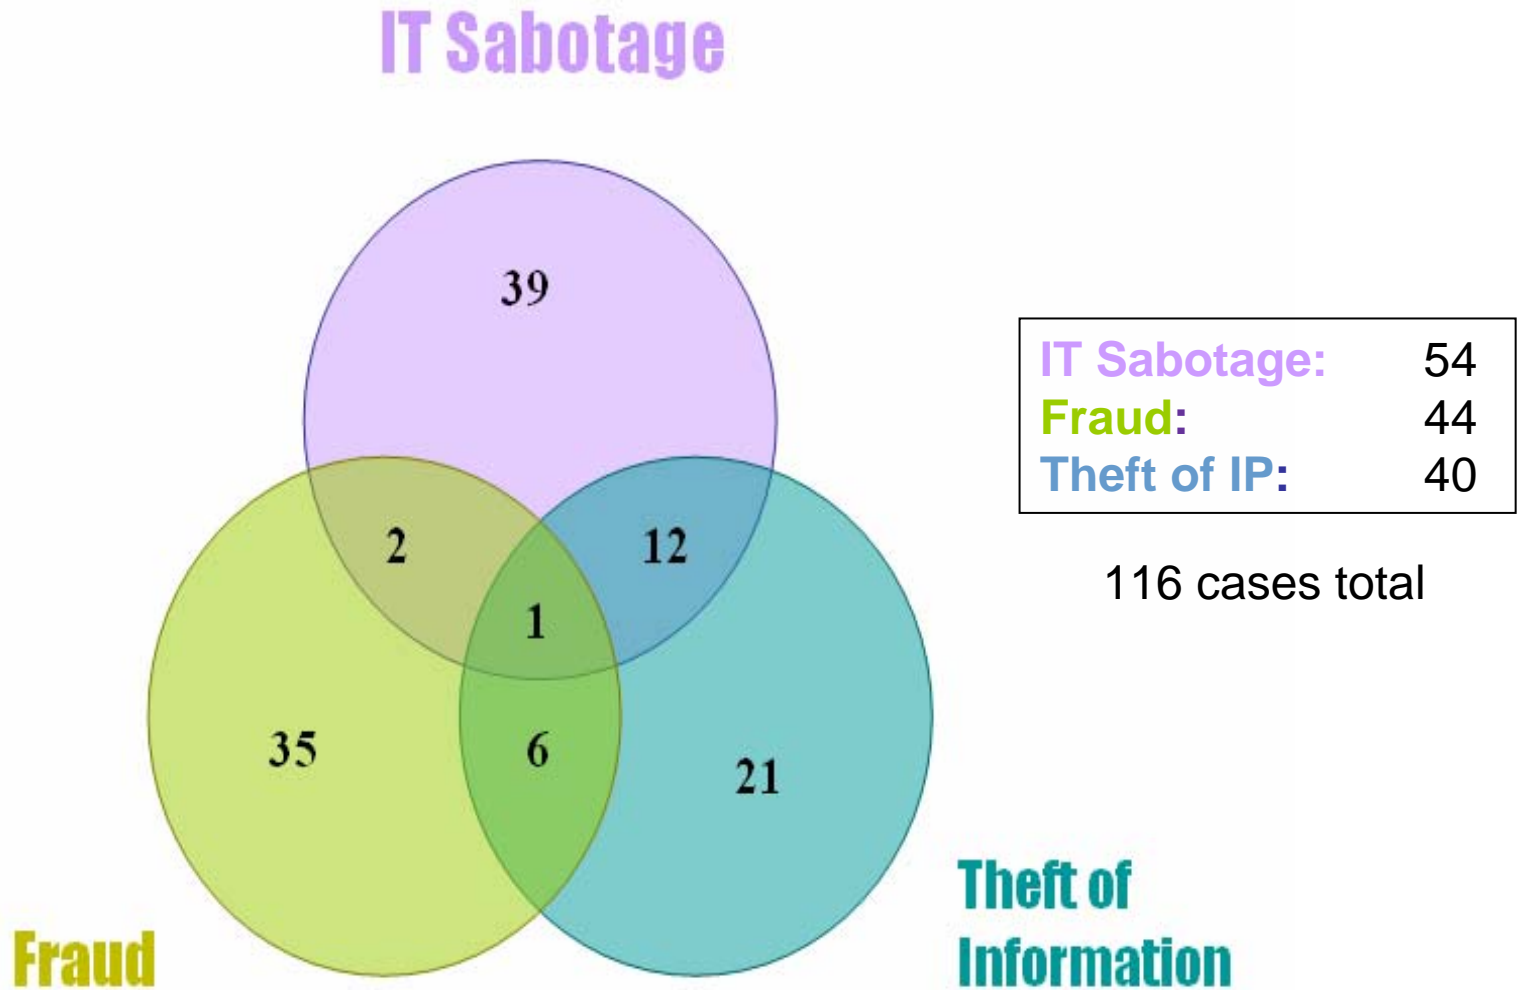 IT Sabotage
39
IT Sabotage: 54
Fraud: 44
Theft of IP: 40
2
12
116 cases total
1
35
6
21
Theft of
Information
Fraud